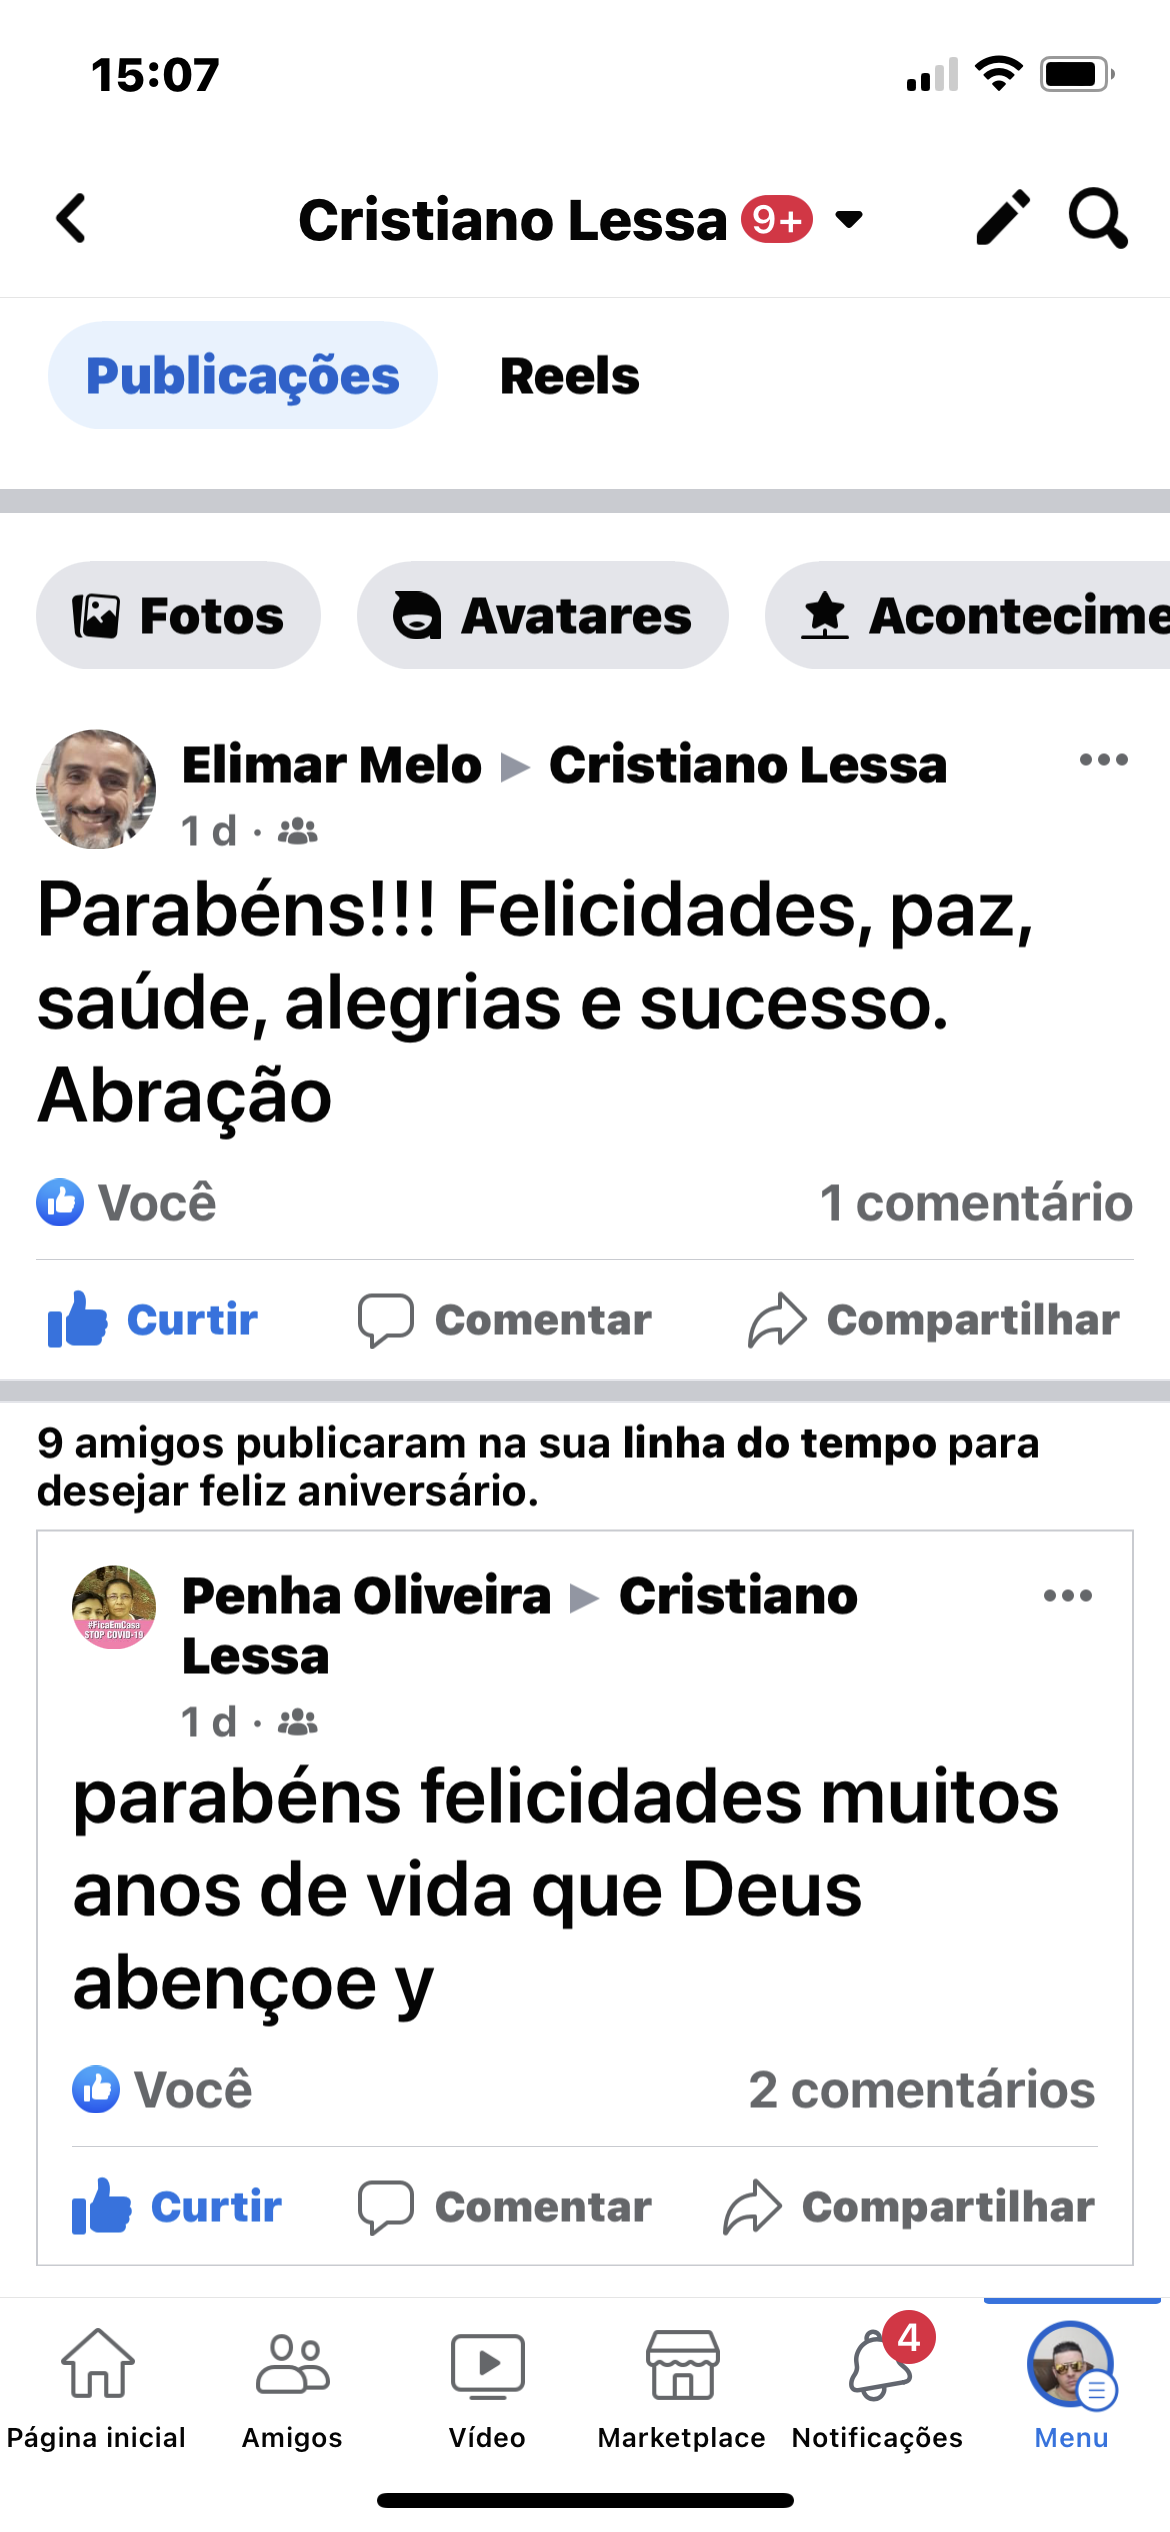 15:07
Cristiano Lessa 9+
Publicações Reels
Fotos Avatares Acontecime
Elimar Melo ▸ Cristiano Lessa
1 d ·
Parabéns!!! Felicidades, paz,
saúde, alegrias e sucesso.
Abração
Você 1 comentário
Curtir Comentar Compartilhar
9 amigos publicaram na sua linha do tempo para
desejar feliz aniversário.
#FicaEmCasa
STOP COVID-19
Penha Oliveira ▸ Cristiano
Lessa
1 d ·
parabéns felicidades muitos
anos de vida que Deus
abençoe y
Você 2 comentários
Curtir Comentar Compartilhar
4
Página inicial Amigos Vídeo Marketplace Notificações Menu